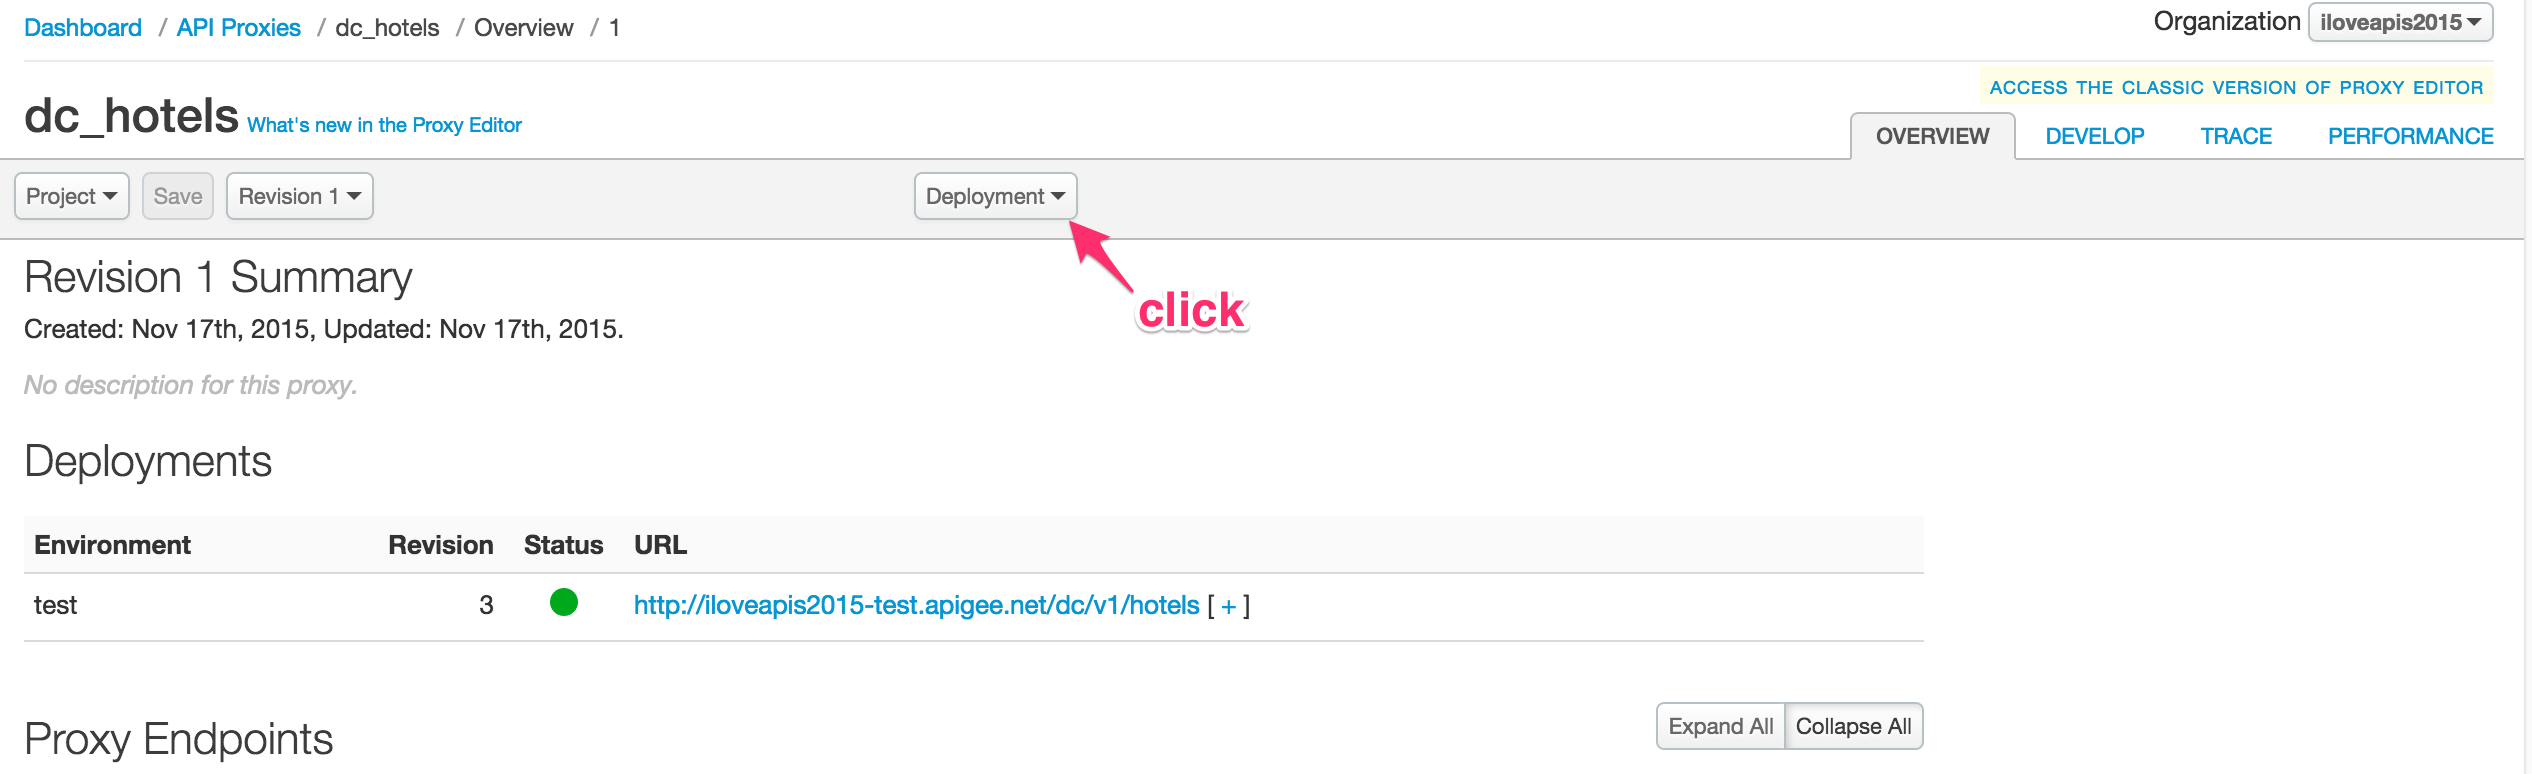 Dashboard / API Proxies / dc_hotels / Overview / 1
Organization iloveapis2015
ACCESS THE CLASSIC VERSION OF PROXY EDITOR
dc_hotels What's new in the Proxy Editor
OVERVIEW DEVELOP TRACE PERFORMANCE
Project Save Revision 1 Deployment
click
Revision 1 Summary
Created: Nov 17th, 2015, Updated: Nov 17th, 2015.
No description for this proxy.
Deployments
Environment Revision Status URL
test 3 http://iloveapis2015-test.apigee.net/dc/v1/hotels [ + ]
Proxy Endpoints
Expand All Collapse All